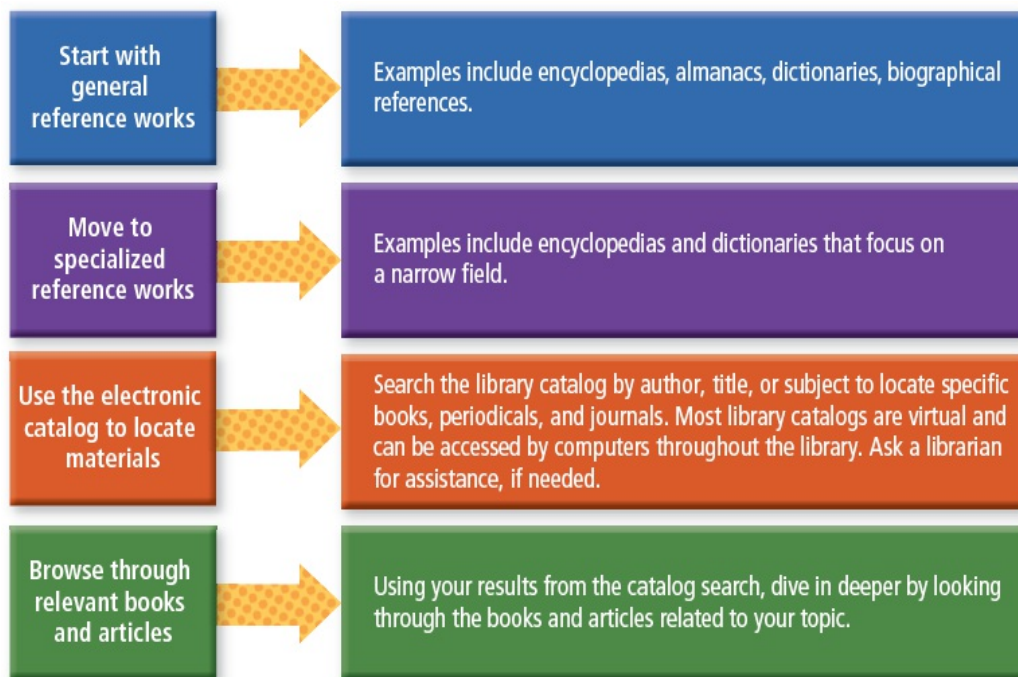 Start with
general
reference works
Examples include encyclopedias, almanacs, dictionaries, biographical
references.
Move to
specialized
reference works
Examples include encyclopedias and dictionaries that focus on
a narrow field.
Use the electronic
catalog to locate
materials
Search the library catalog by author, title, or subject to locate specific
books, periodicals, and journals. Most library catalogs are virtual and
can be accessed by computers throughout the library. Ask a librarian
for assistance, if needed.
Browse through
relevant books
and articles
Using your results from the catalog search, dive in deeper by looking
through the books and articles related to your topic.